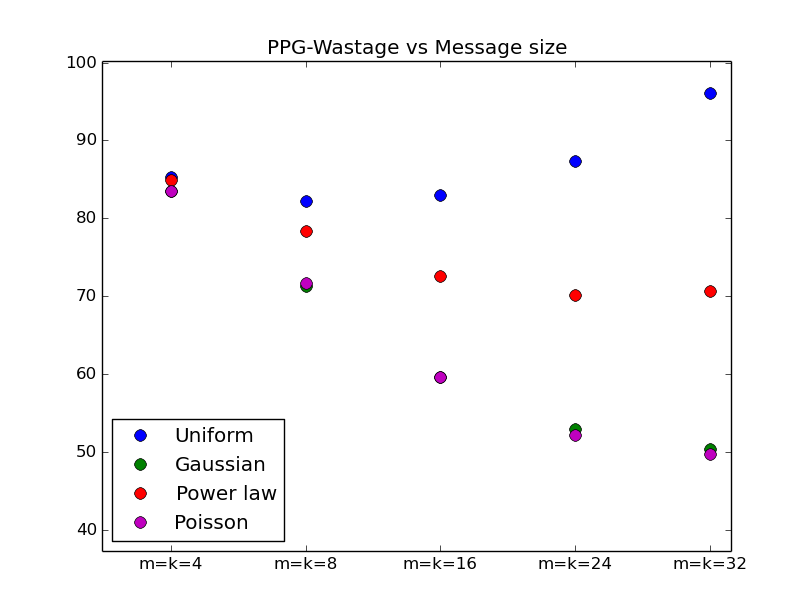 PPG-Wastage vs Message size
100
90
80
70
60
50
40
Uniform
Gaussian
Power law
Poisson
m=k=4 m=k=8 m=k=16 m=k=24 m=k=32